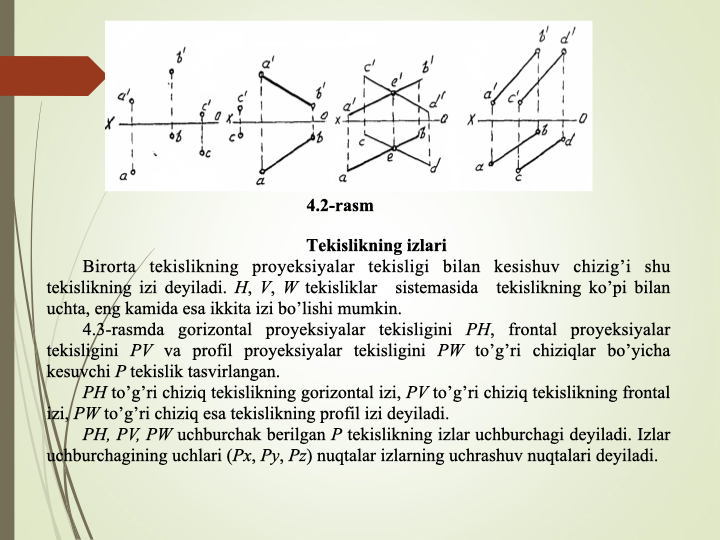 b' a' b' c' e' b' b' d'
a' c' c' a' d' a' c'
X O X O X O X O
b c b c b b d
a c a a e d a c
4.2-rasm
Tekislikning izlari
Birorta tekislikning proyeksiyalar tekisligi bilan kesishuv chizig’i shu
tekislikning izi deyiladi. H, V, W tekisliklar sistemasida tekislikning ko’pi bilan
uchta, eng kamida esa ikkita izi bo’lishi mumkin.
4.3-rasmda gorizontal proyeksiyalar tekisligini PH, frontal proyeksiyalar
tekisligini PV va profil proyeksiyalar tekisligini PW to’g’ri chiziqlar bo’yicha
kesuvchi P tekislik tasvirlangan.
PH to’g’ri chiziq tekislikning gorizontal izi, PV to’g’ri chiziq tekislikning frontal
izi, PW to’g’ri chiziq esa tekislikning profil izi deyiladi.
PH, PV, PW uchburchak berilgan P tekislikning izlar uchburchagi deyiladi. Izlar
uchburchagining uchlari (Px, Py, Pz) nuqtalar izlarning uchrashuv nuqtalari deyiladi.